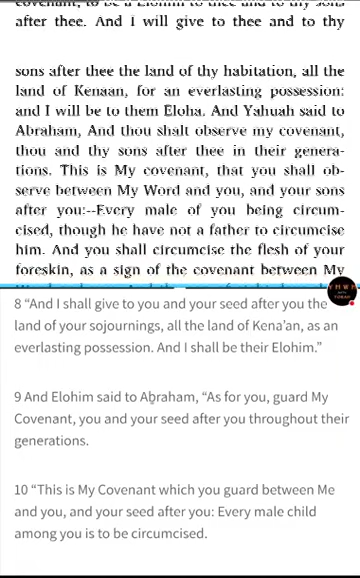 after thee. And I will give to thee and to thy
sons after thee the land of thy habitation, all the
land of Kenaan, for an everlasting possession:
and I will be to them Eloha. And Yahuah said to
Abraham, And thou shalt observe my covenant,
thou and thy sons after thee in their genera-
tions. This is My covenant, that you shall ob-
serve between My Word and you, and your sons
after you:--Every male of you being circum-
cised, though he have not a father to circumcise
him. And you shall circumcise the flesh of your
foreskin, as a sign of the covenant between My
8 “And I shall give to you and your seed after you the
land of your sojournings, all the land of Kena’an, as an
everlasting possession. And I shall be their Elohim.”
9 And Elohim said to Aḇraham, “As for you, guard My
Covenant, you and your seed after you throughout their
generations.
10 “This is My Covenant which you guard between Me
and you, and your seed after you: Every male child
among you is to be circumcised.